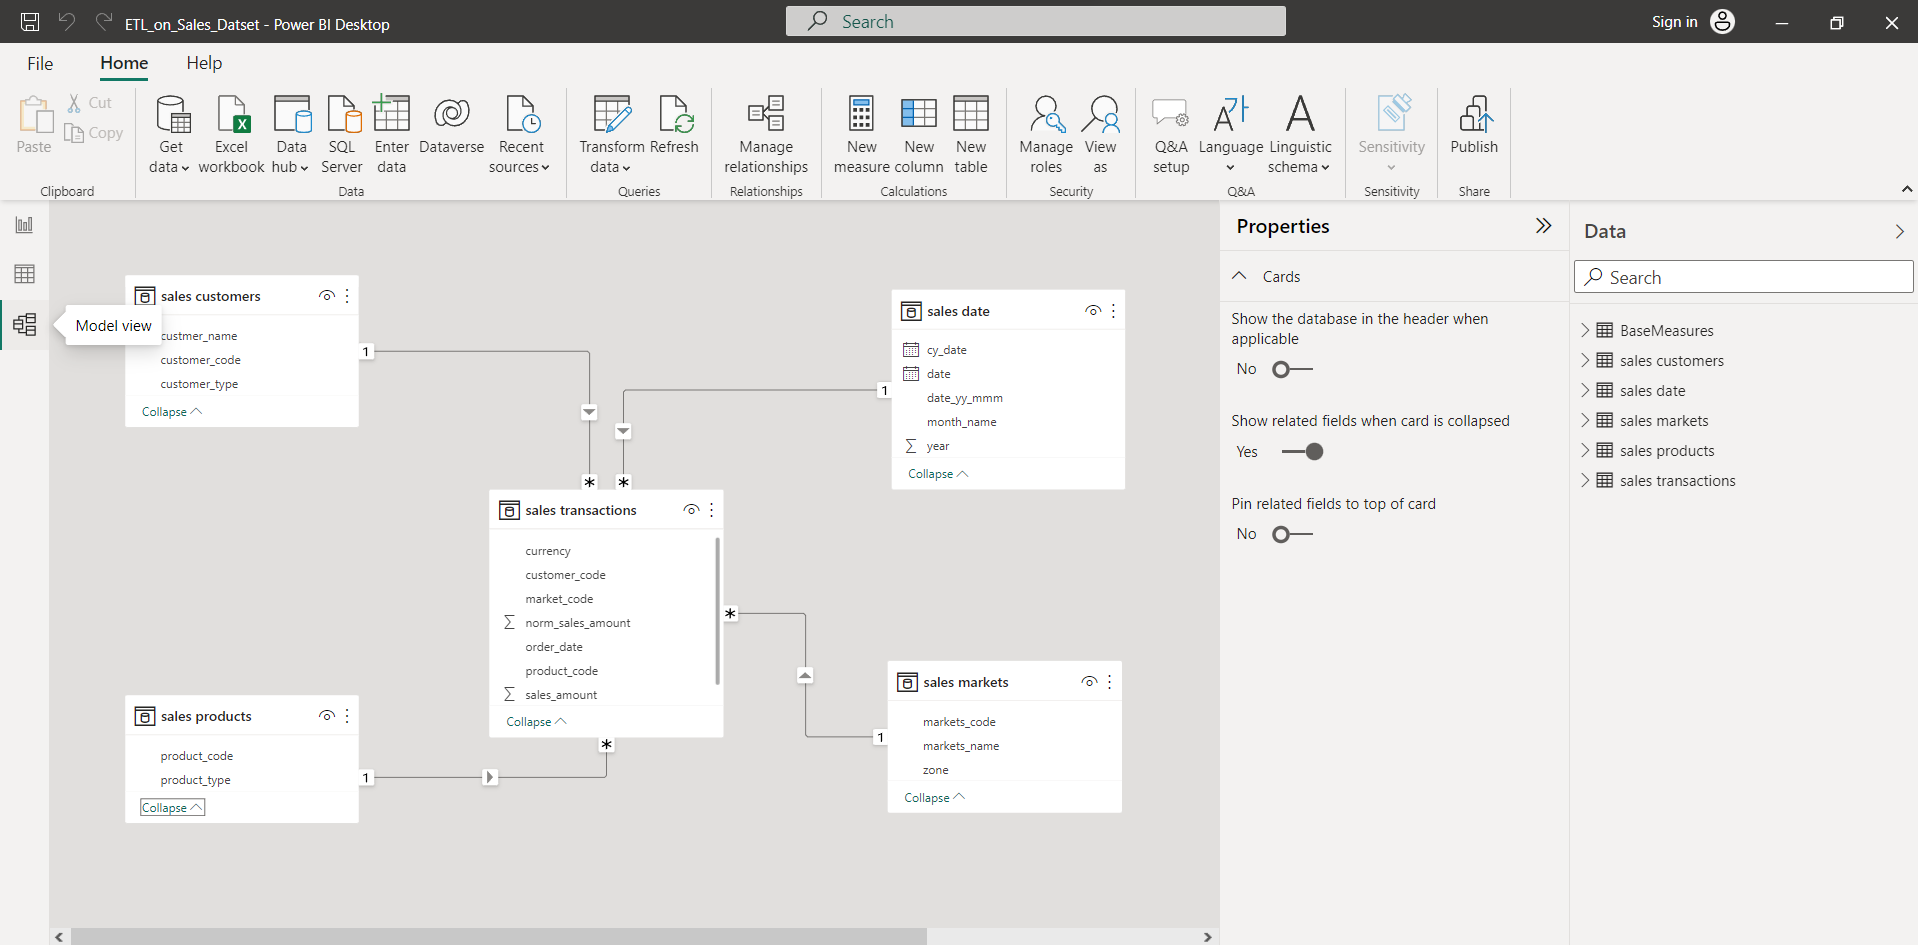 ETL_on_Sales_Datset - Power BI Desktop
Search
Sign in
File
Home
Help
Paste
Cut
Copy
Clipboard
Get
data
Excel
workbook
Data
hub
SQL
Server
Enter
data
Dataverse
Recent
sources
Data
Transform
data
Refresh
Queries
Manage
relationships
Relationships
New
measure
New
column
New
table
Calculations
Manage
roles
View
as
Security
Q&A
setup
Language
Linguistic
schema
Q&A
Sensitivity
Sensitivity
Publish
Share
Model view
sales customers
custmer_name
customer_code
customer_type
Collapse
1
sales date
cy_date
date
date_yy_mmm
month_name
year
Collapse
1
*
*
sales transactions
currency
customer_code
market_code
norm_sales_amount
order_date
product_code
sales_amount
Collapse
*
*
sales products
product_code
product_type
Collapse
1
sales markets
markets_code
markets_name
zone
Collapse
1
Properties
Cards
Show the database in the header when
applicable
No
Show related fields when card is collapsed
Yes
Pin related fields to top of card
No
Data
Search
BaseMeasures
sales customers
sales date
sales markets
sales products
sales transactions